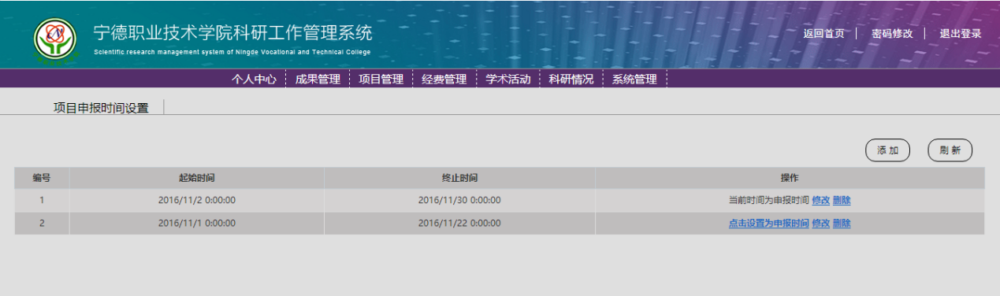 宁德职业技术学院科研工作管理系统
Scientific research management system of Ningde Vocational and Technical College
返回首页 密码修改 退出登录
个人中心 成果管理 项目管理 经费管理 学术活动 科研情况 系统管理
项目申报时间设置
添 加 刷 新
编号 起始时间 终止时间 操作
1 2016/11/2 0:00:00 2016/11/30 0:00:00 当前时间为申报时间 修改 删除
2 2016/11/1 0:00:00 2016/11/22 0:00:00 点击设置为申报时间 修改 删除